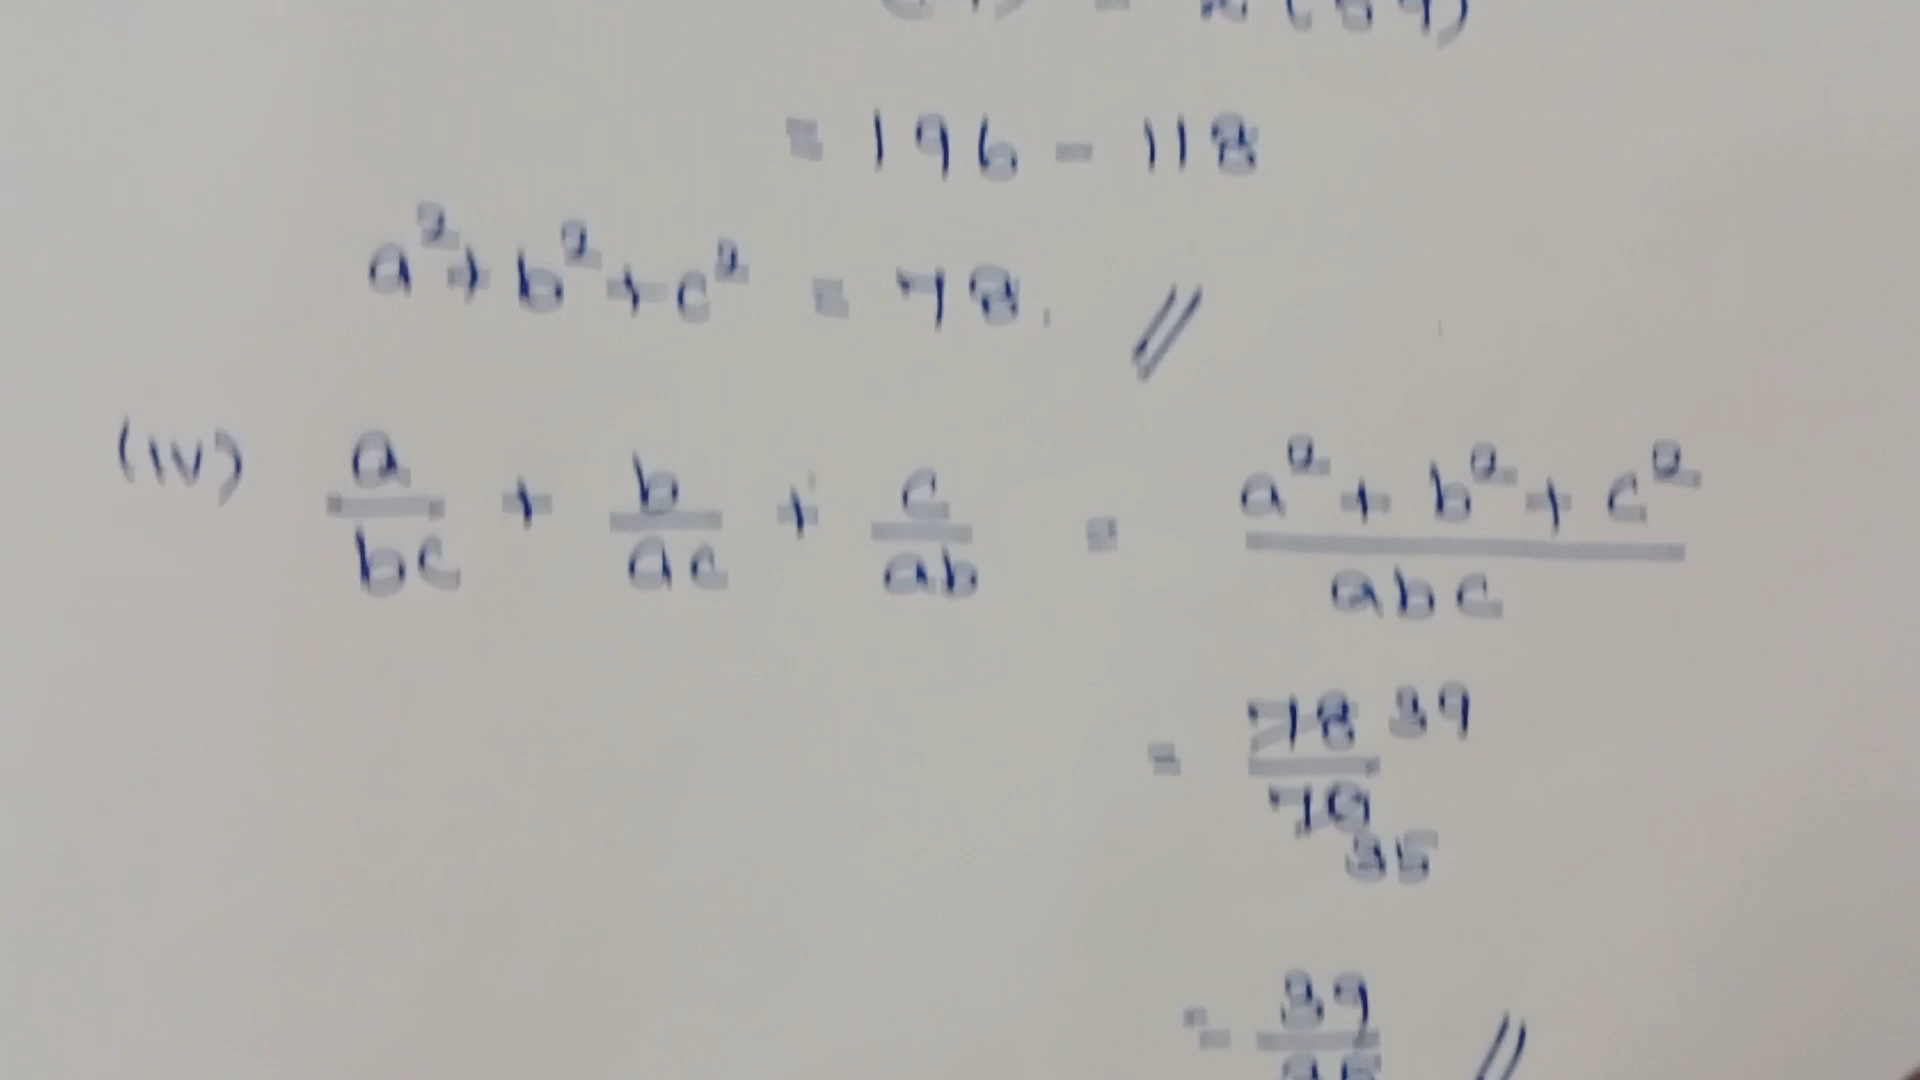 = 196 - 118
a² + b² + c² = 78. //
(iv) a/bc + b/ac + c/ab = (a² + b² + c²)/abc
= 78/70 39/35
= 39/35 //